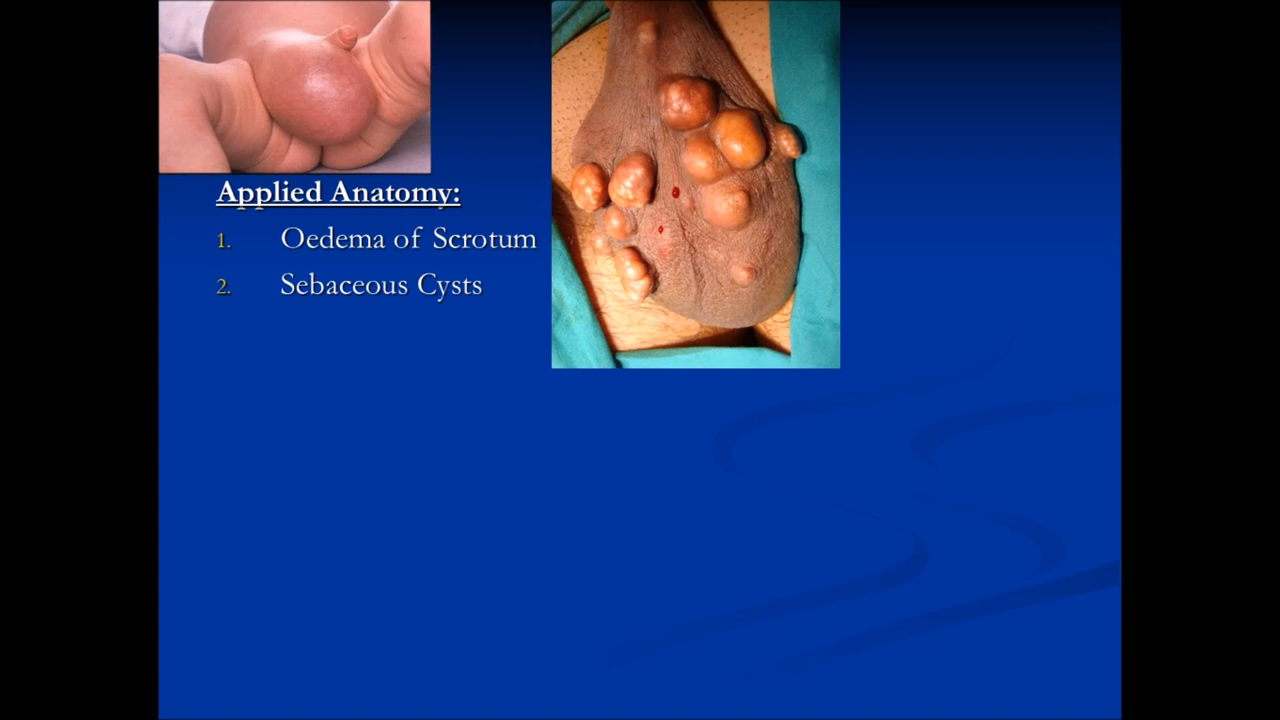 Applied Anatomy:
1. Oedema of Scrotum
2. Sebaceous Cysts